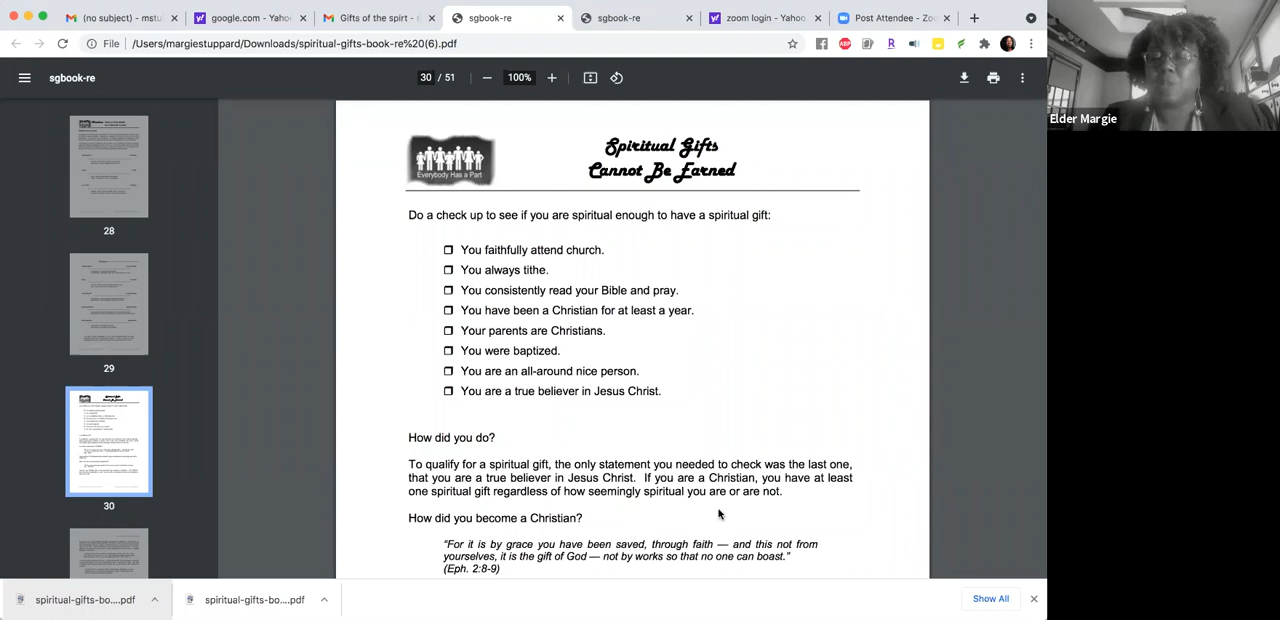 (no subject) - mstu
google.com - Yahoo
Gifts of the spirt -
sgbook-re
sgbook-re
zoom login - Yahoo
Post Attendee - Zoo
File
/Users/margiestuppard/Downloads/spiritual-gifts-book-re%20(6).pdf
ABP
R
sgbook-re
30 / 51
100%
28
29
30
Everybody Has a Part
Spiritual Gifts
Cannot Be Earned
Do a check up to see if you are spiritual enough to have a spiritual gift:
You faithfully attend church.
You always tithe.
You consistently read your Bible and pray.
You have been a Christian for at least a year.
Your parents are Christians.
You were baptized.
You are an all-around nice person.
You are a true believer in Jesus Christ.
How did you do?
To qualify for a spiritual gift, the only statement you needed to check was the last one,
that you are a true believer in Jesus Christ. If you are a Christian, you have at least
one spiritual gift regardless of how seemingly spiritual you are or are not.
How did you become a Christian?
"For it is by grace you have been saved, through faith — and this not from
yourselves, it is the gift of God — not by works so that no one can boast."
(Eph. 2:8-9)
Elder Margie
spiritual-gifts-bo....pdf
spiritual-gifts-bo....pdf
Show All